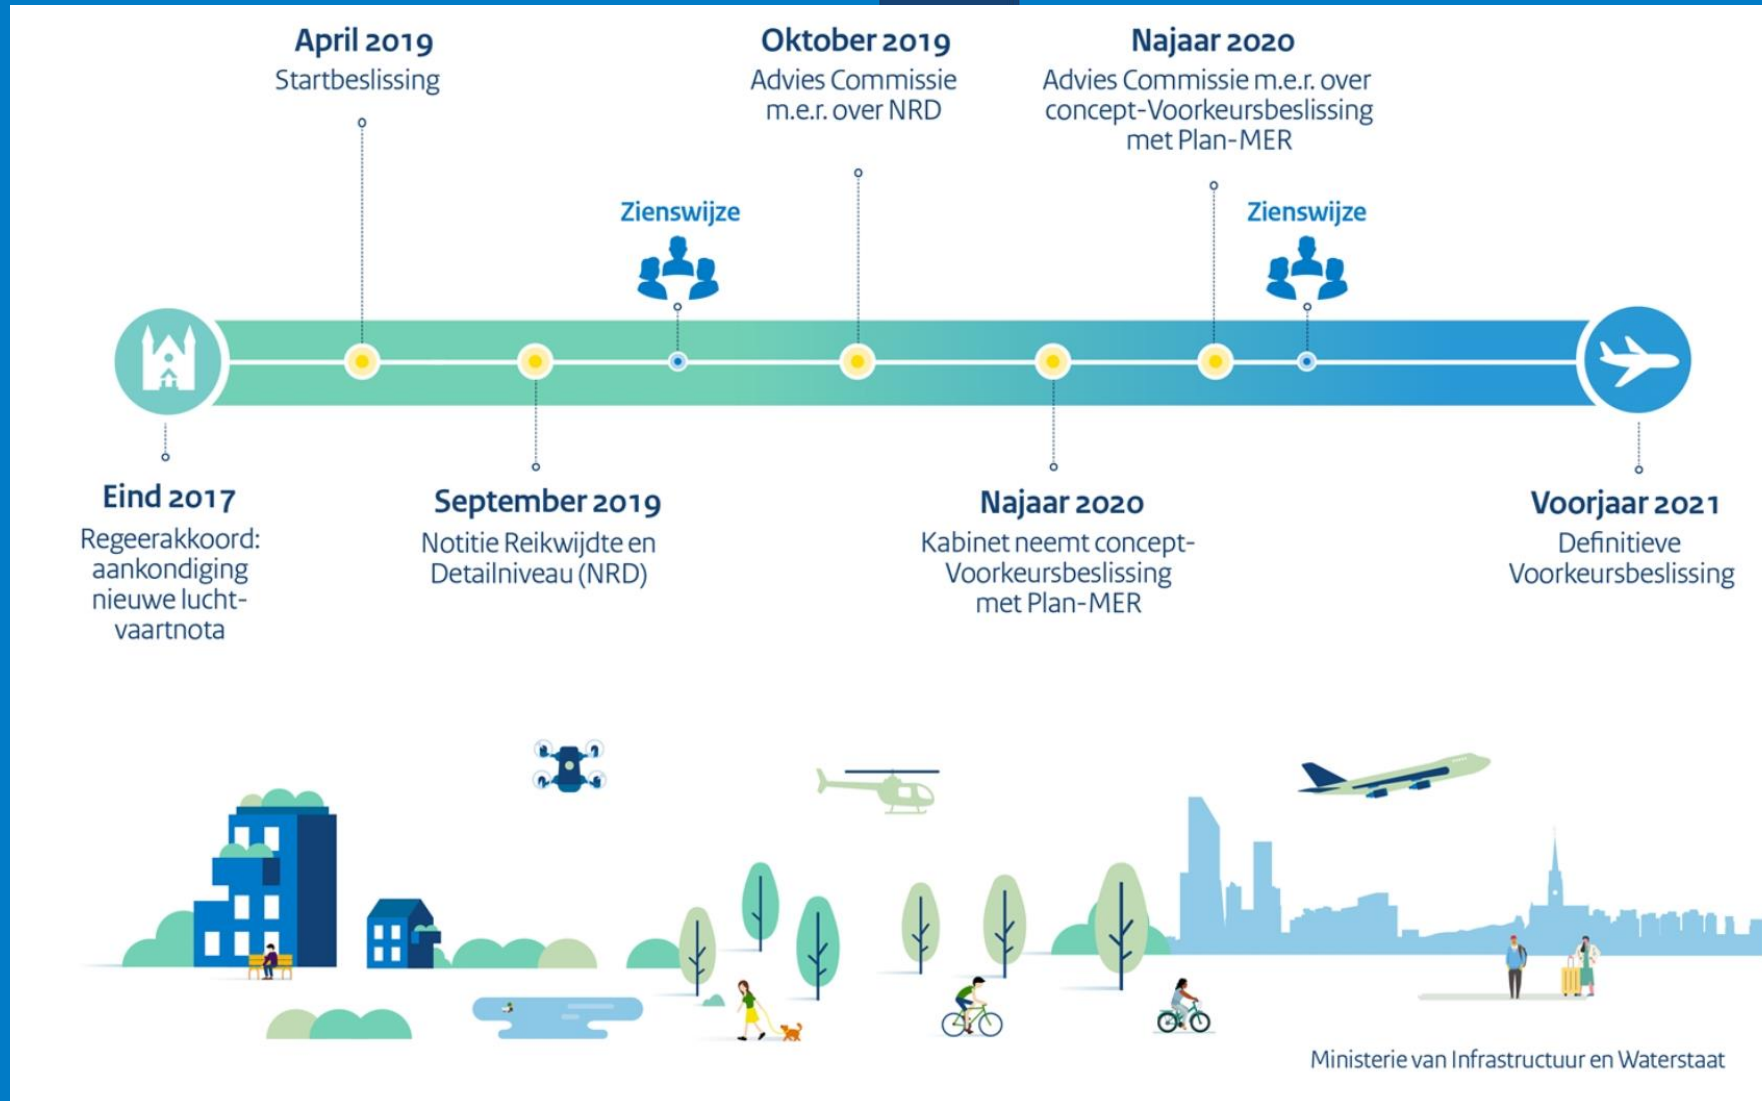 April 2019
Startbeslissing
Oktober 2019
Advies Commissie
m.e.r. over NRD
Najaar 2020
Advies Commissie m.e.r. over
concept-Voorkeursbeslissing
met Plan-MER
Zienswijze
Zienswijze
Eind 2017
Regeerakkoord:
aankondiging
nieuwe lucht-
vaartnota
September 2019
Notitie Reikwijdte en
Detailniveau (NRD)
Najaar 2020
Kabinet neemt concept-
Voorkeursbeslissing
met Plan-MER
Voorjaar 2021
Definitieve
Voorkeursbeslissing
Ministerie van Infrastructuur en Waterstaat